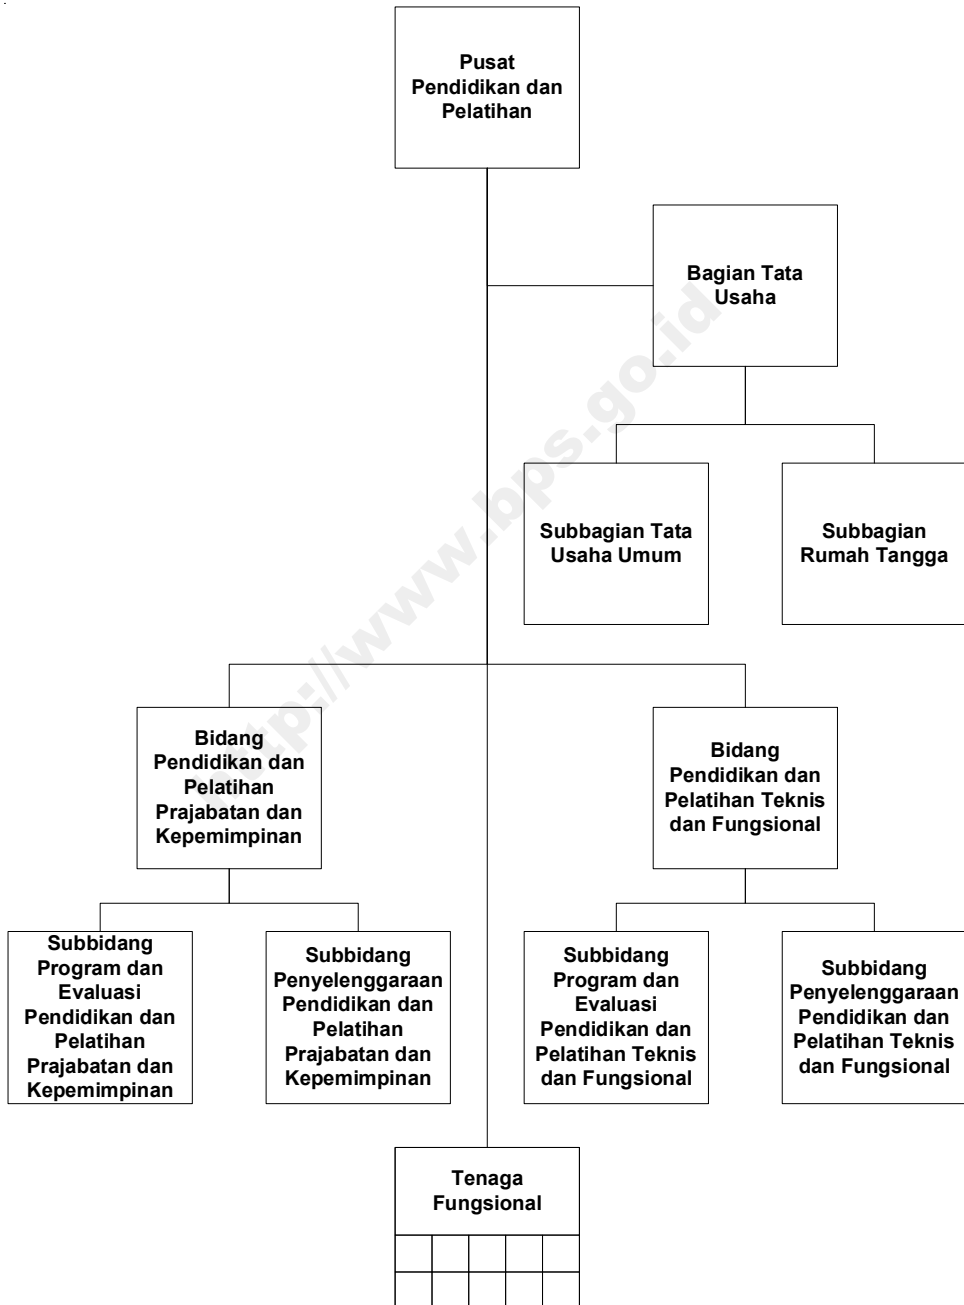 Pusat
Pendidikan dan
Pelatihan
Bagian Tata
Usaha
Subbagian Tata
Usaha Umum
Subbagian
Rumah Tangga
http://www.bps.go.id
Bidang
Pendidikan dan
Pelatihan
Prajabatan dan
Kepemimpinan
Bidang
Pendidikan dan
Pelatihan Teknis
dan Fungsional
Subbidang
Program dan
Evaluasi
Pendidikan dan
Pelatihan
Prajabatan dan
Kepemimpinan
Subbidang
Penyelenggaraan
Pendidikan dan
Pelatihan
Prajabatan dan
Kepemimpinan
Subbidang
Program dan
Evaluasi
Pendidikan dan
Pelatihan Teknis
dan Fungsional
Subbidang
Penyelenggaraan
Pendidikan dan
Pelatihan Teknis
dan Fungsional
Tenaga
Fungsional